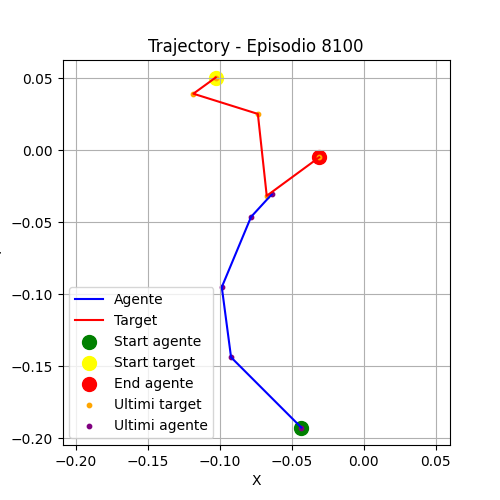 Trajectory - Episodio 8100
0.05
0.00
−0.05
−0.10
−0.15
−0.20
Agente
Target
Start agente
Start target
End agente
Ultimi target
Ultimi agente
−0.20 −0.15 −0.10 −0.05 0.00 0.05
X